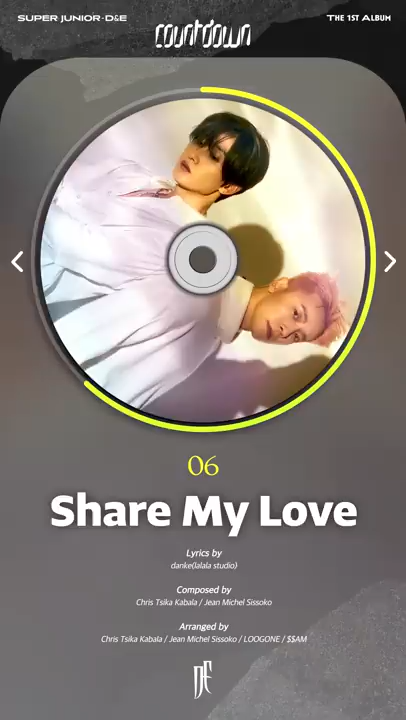 SUPER JUNIOR-D&E
THE 1ST ALBUM
COUNTDOWN
06
Share My Love
Lyrics by
danke(lalala studio)
Composed by
Chris Tsika Kabala / Jean Michel Sissoko
Arranged by
Chris Tsika Kabala / Jean Michel Sissoko / LOOGONE / $$AM
DE